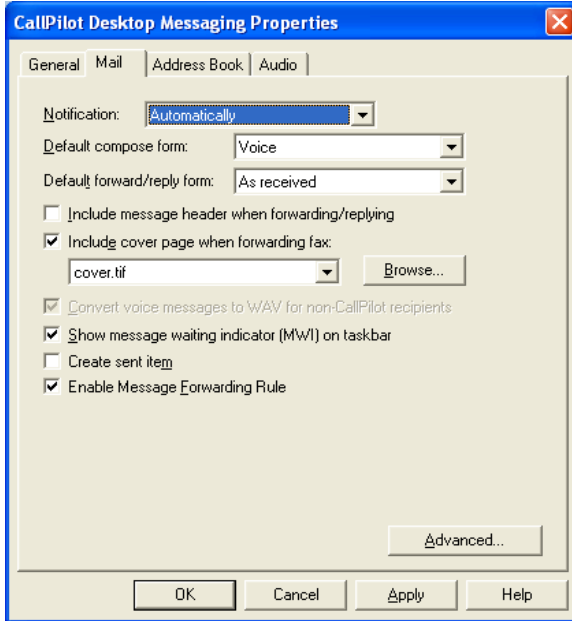 CallPilot Desktop Messaging Properties
General Mail Address Book Audio
Notification: Automatically
Default compose form: Voice
Default forward/reply form: As received
Include message header when forwarding/replying
Include cover page when forwarding fax:
cover.tif Browse...
Convert voice messages to WAV for non-CallPilot recipients
Show message waiting indicator (MWI) on taskbar
Create sent item
Enable Message Forwarding Rule
Advanced...
OK Cancel Apply Help